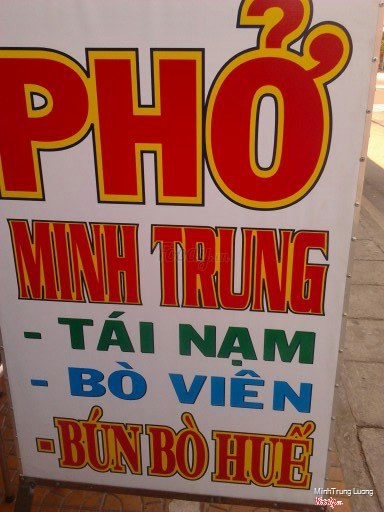 PHỞ
MINH TRUNG
- TÁI NẠM
- BÒ VIÊN
- BÚN BÒ HUẾ
MinhTrung Luong